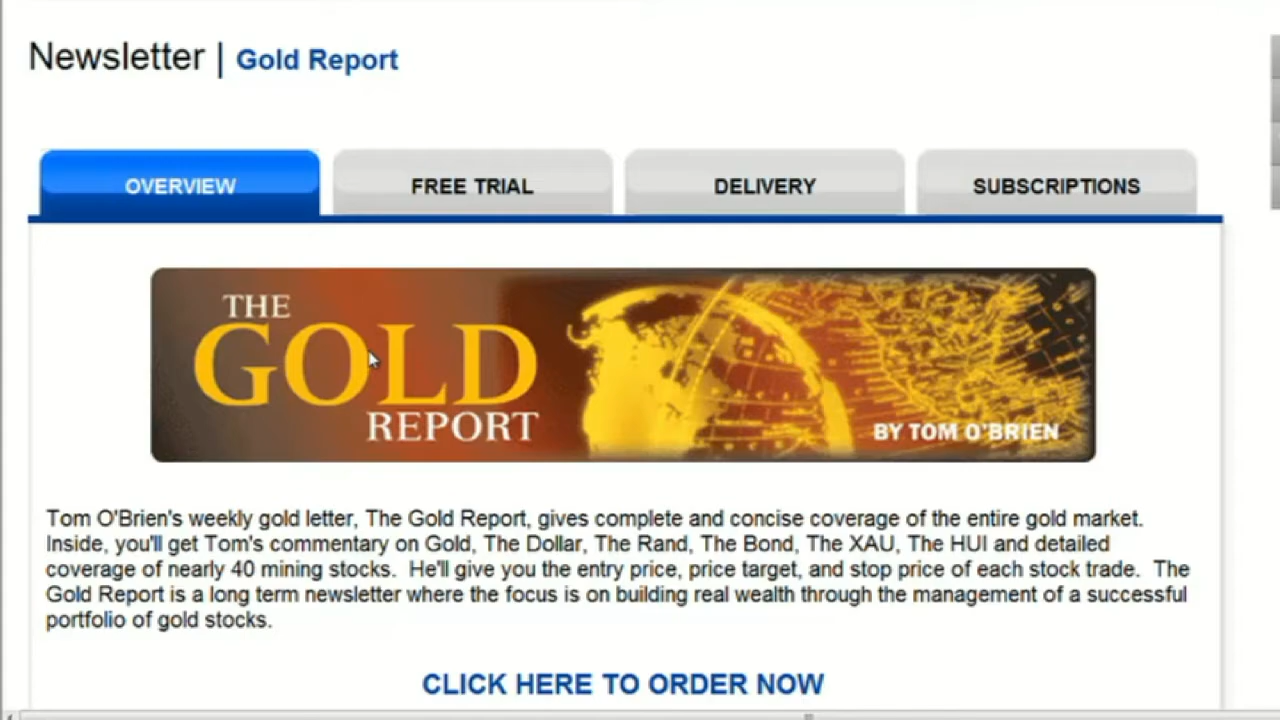 Newsletter | Gold Report
OVERVIEW
FREE TRIAL
DELIVERY
SUBSCRIPTIONS
THE
GOLD
REPORT
BY TOM O'BRIEN
Tom O'Brien's weekly gold letter, The Gold Report, gives complete and concise coverage of the entire gold market.
Inside, you'll get Tom's commentary on Gold, The Dollar, The Rand, The Bond, The XAU, The HUI and detailed
coverage of nearly 40 mining stocks. He'll give you the entry price, price target, and stop price of each stock trade. The
Gold Report is a long term newsletter where the focus is on building real wealth through the management of a successful
portfolio of gold stocks.
CLICK HERE TO ORDER NOW